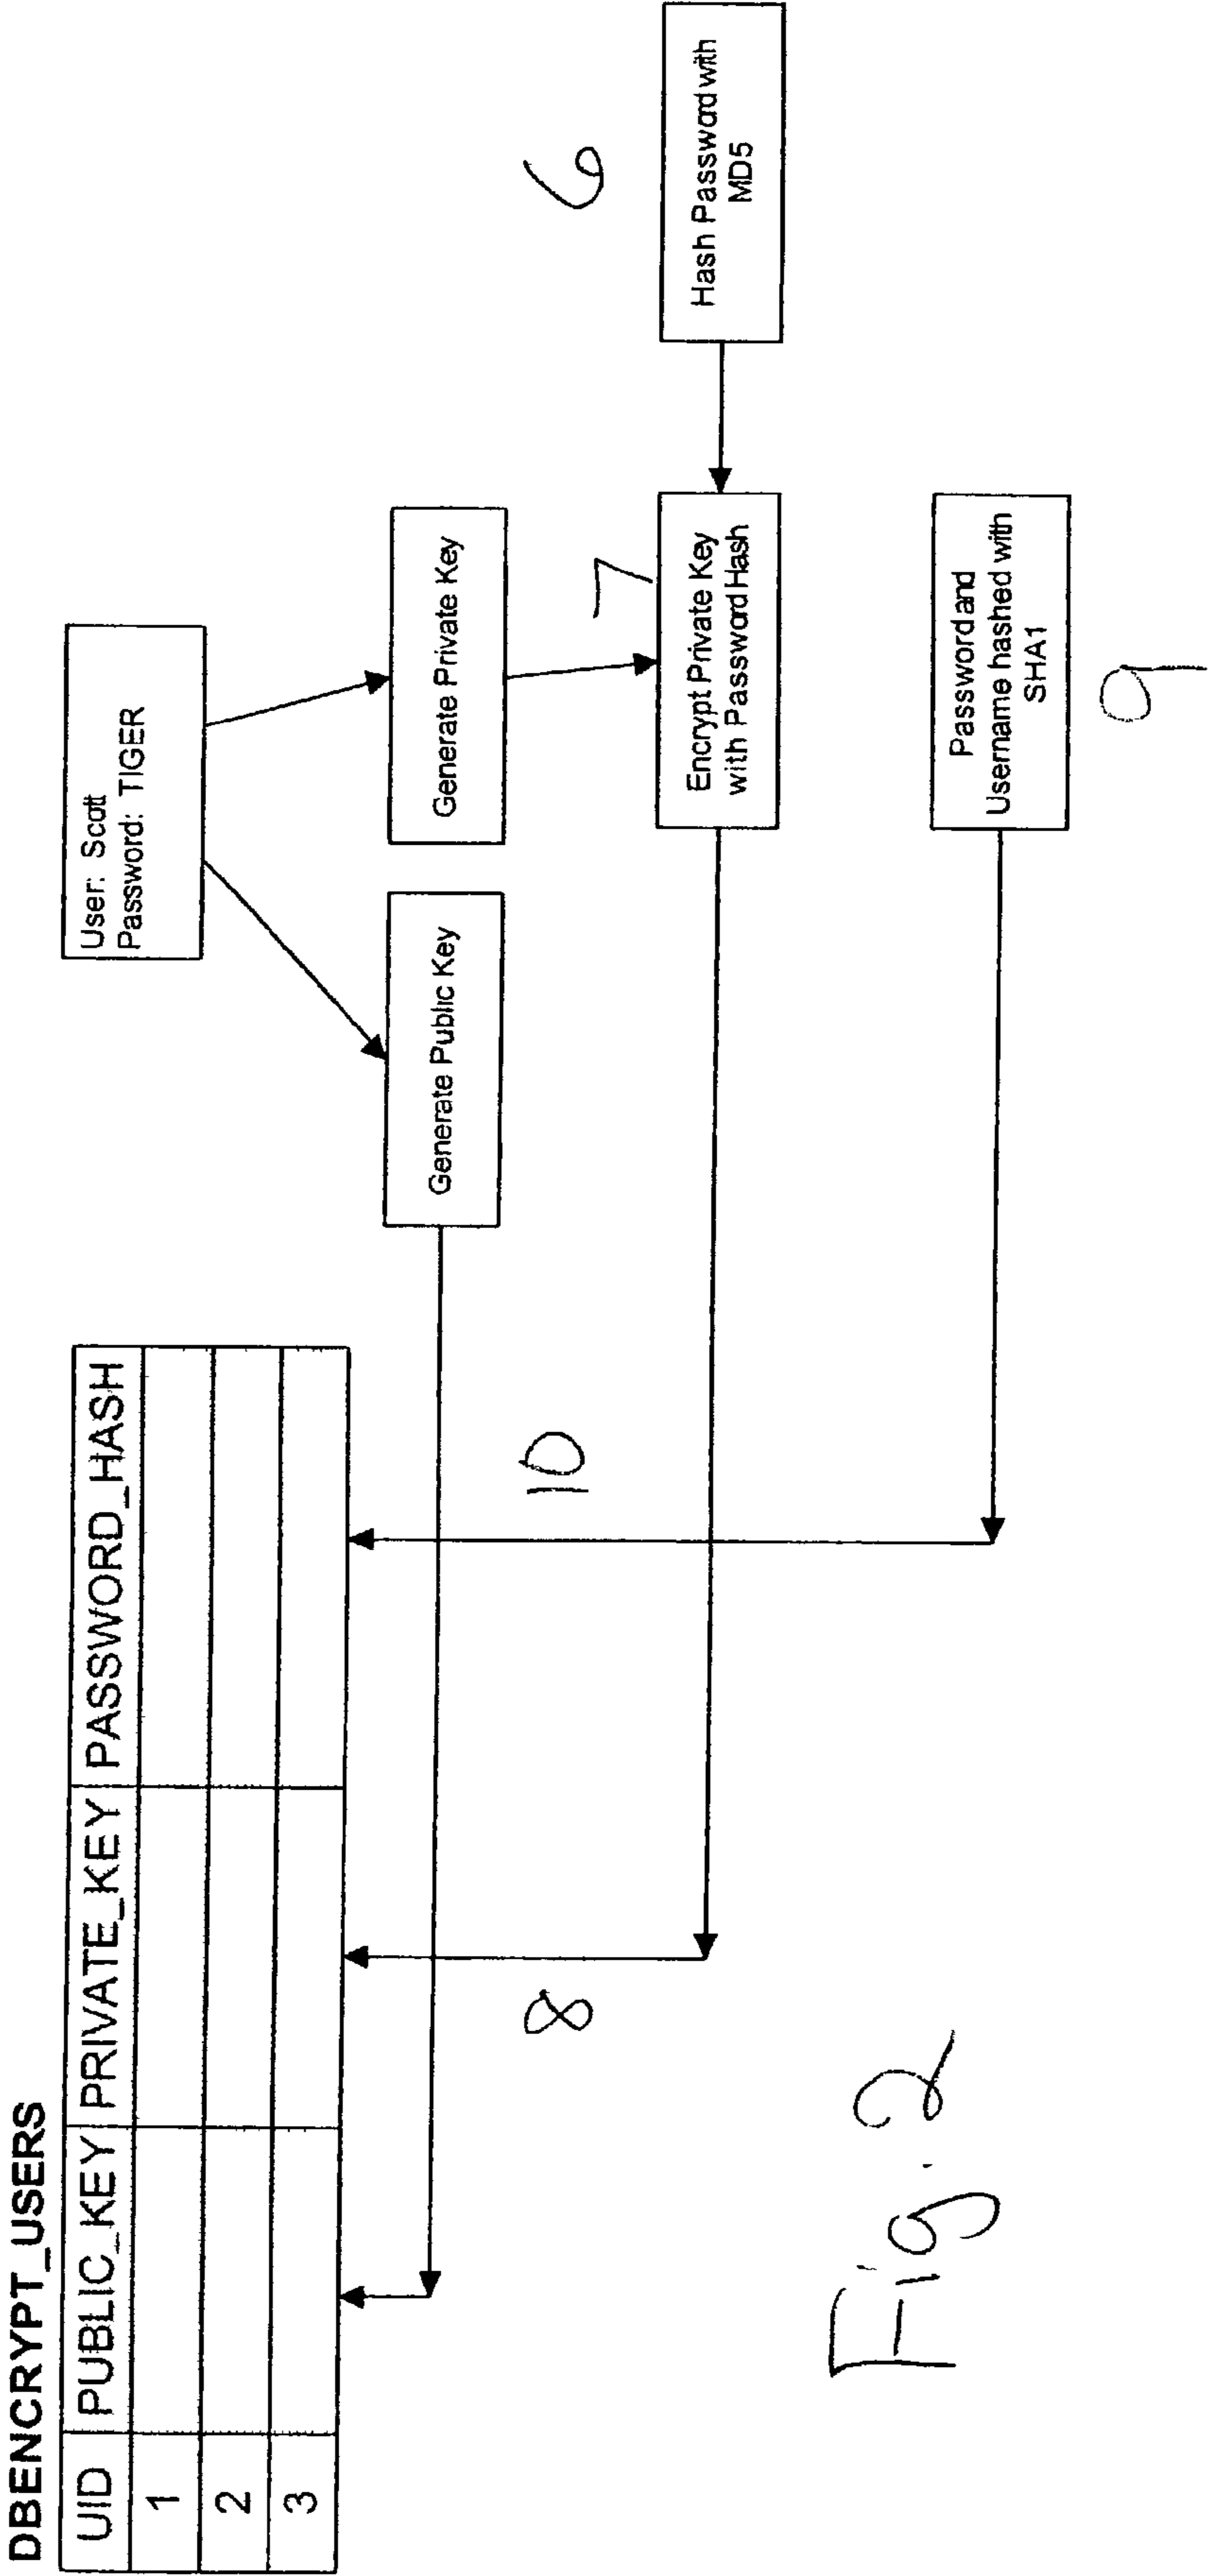 DBENCRYPT_USERS
UID PUBLIC_KEY PRIVATE_KEY PASSWORD_HASH
1
2
3
User: Scott
Password: TIGER
Generate Public Key
Generate Private Key
10
8
7
6
Encrypt Private Key
with Password Hash
Hash Password with
MD5
Password and
Username hashed with
SHA1
9
Fig. 2